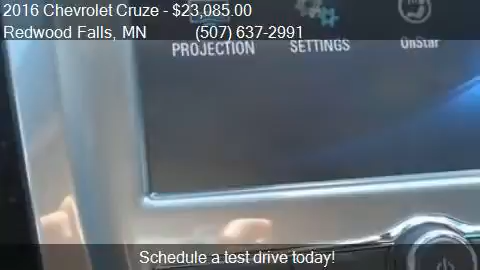 2016 Chevrolet Cruze - $23,085.00
Redwood Falls, MN (507) 637-2991
PROJECTION SETTINGS OnStar
Schedule a test drive today!